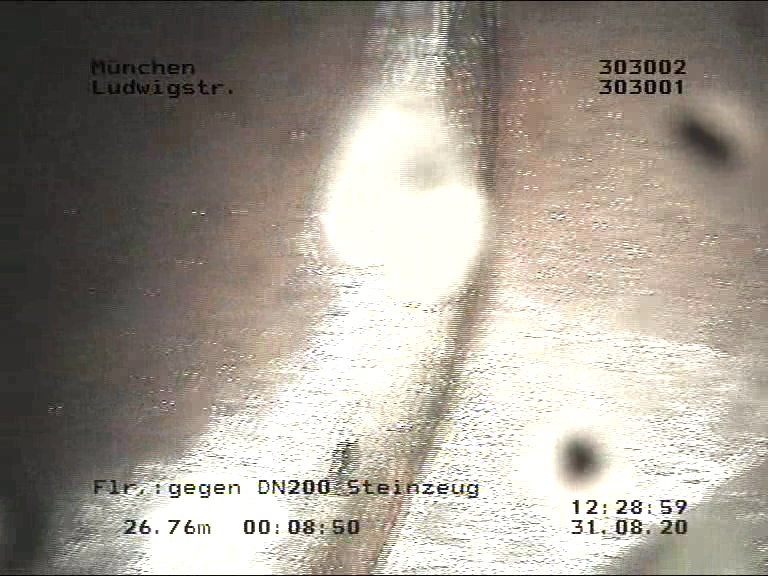 München
Ludwigstr.
303002
303001
Flr.:gegen DN200 Steinzeug
12:28:59
26.76m 00:08:50
31.08.20